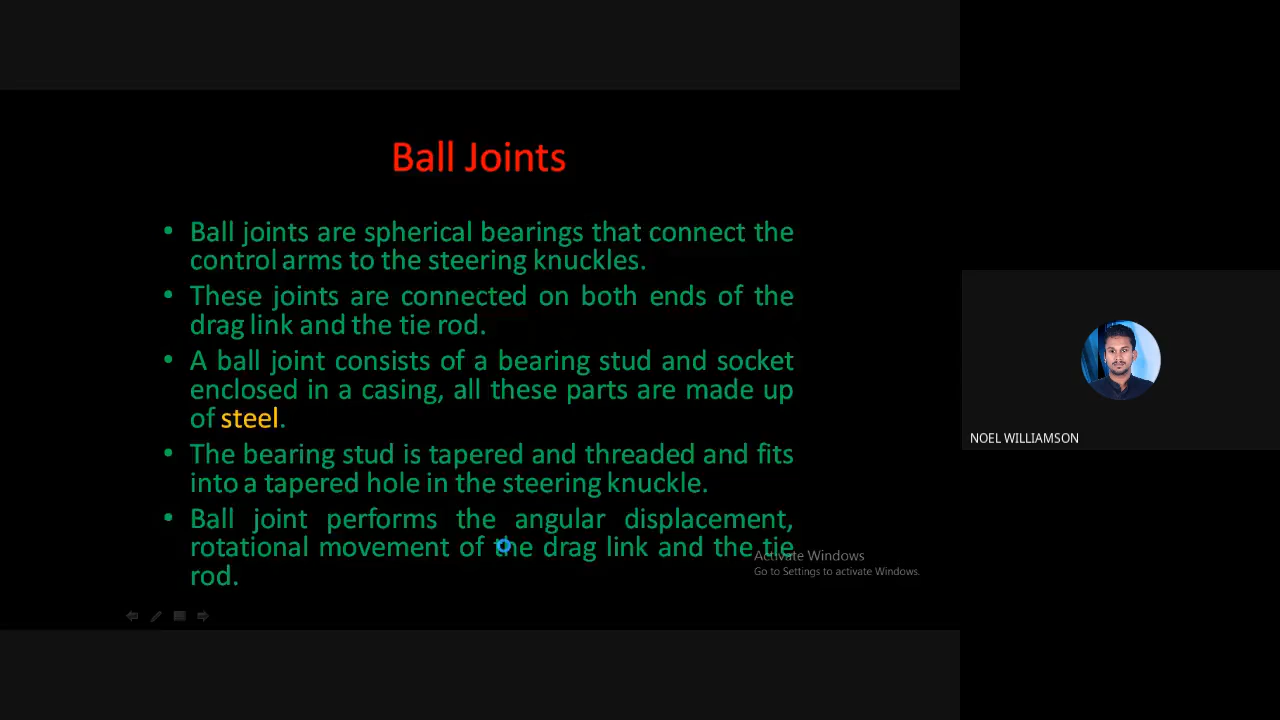 Ball Joints
• Ball joints are spherical bearings that connect the
control arms to the steering knuckles.
• These joints are connected on both ends of the
drag link and the tie rod.
• A ball joint consists of a bearing stud and socket
enclosed in a casing, all these parts are made up
of steel.
• The bearing stud is tapered and threaded and fits
into a tapered hole in the steering knuckle.
• Ball joint performs the angular displacement,
rotational movement of the drag link and the tie
rod.
Activate Windows
Go to Settings to activate Windows.
NOEL WILLIAMSON